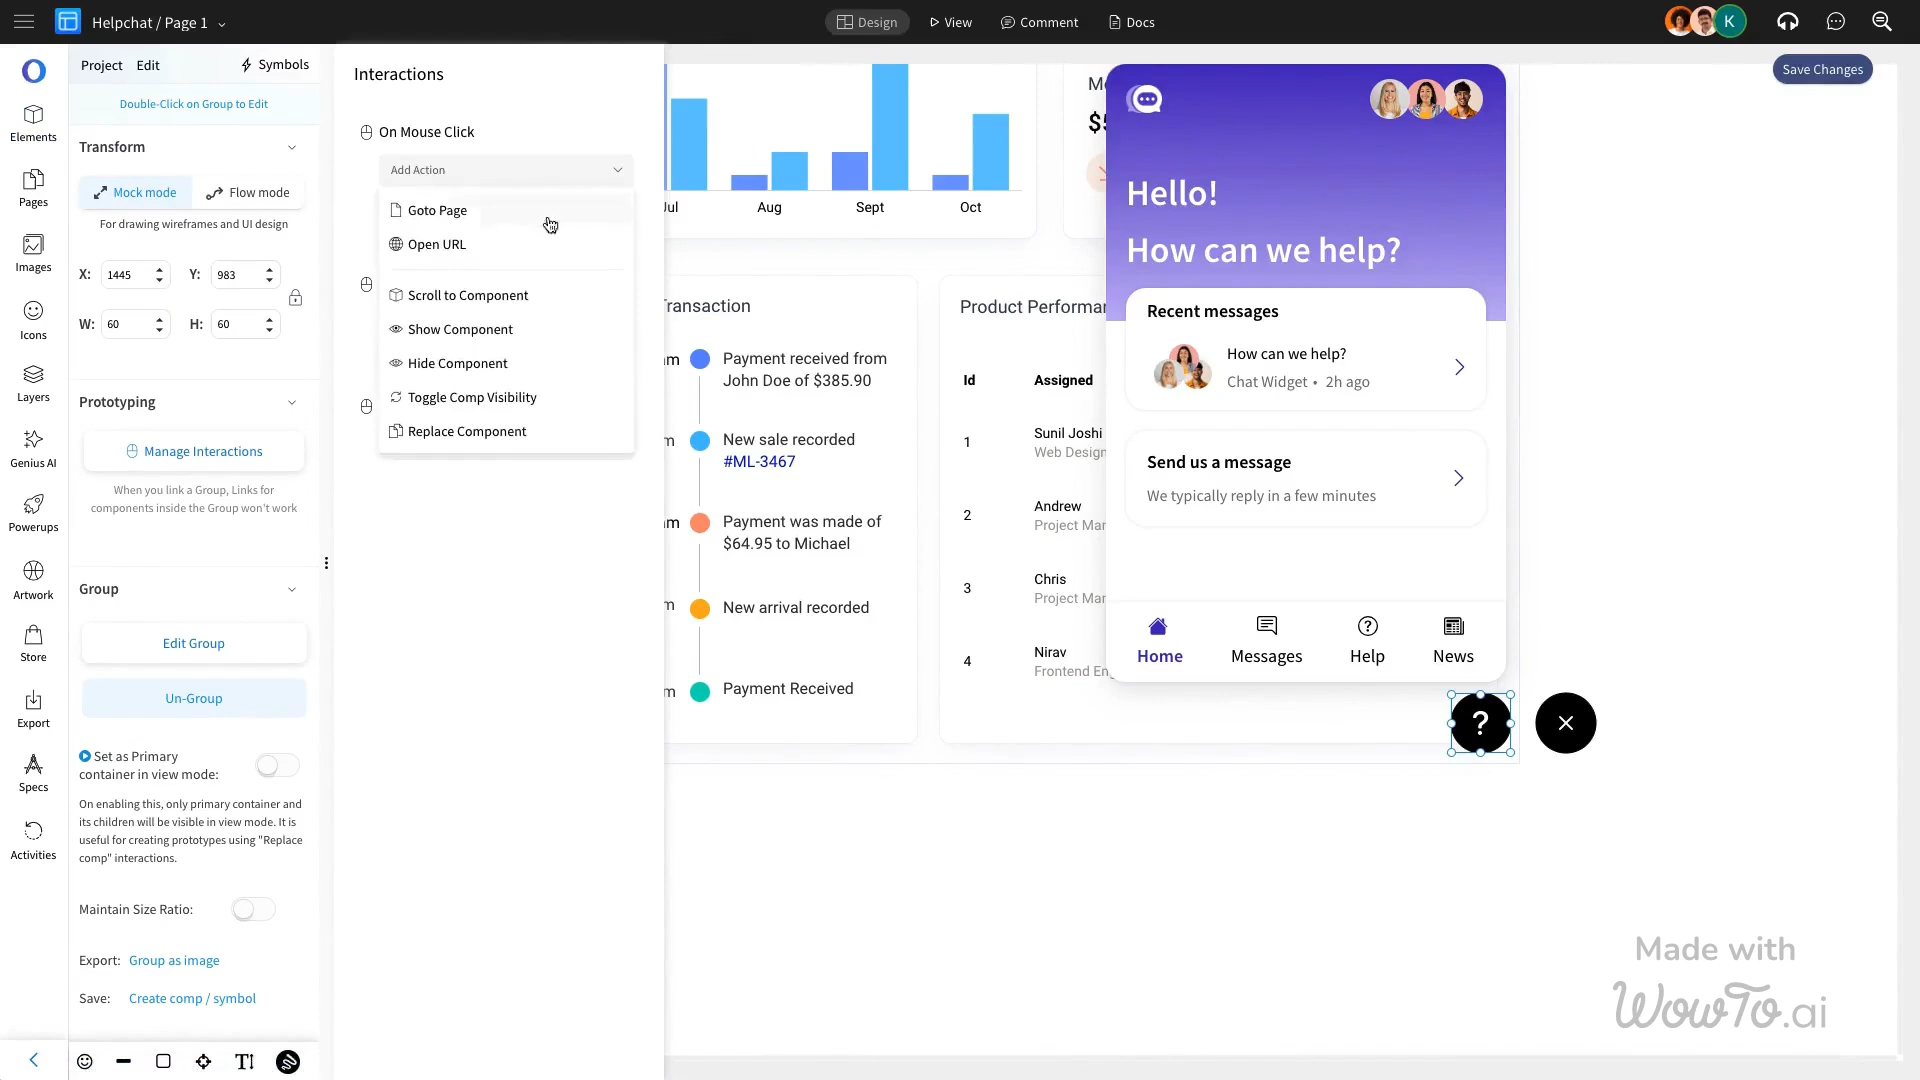 Helpchat / Page 1
Design
View
Comment
Docs
K
Save Changes
Elements
Pages
Images
Icons
Layers
Genius AI
Powerups
Artwork
Store
Export
Specs
Activities
Project
Edit
Symbols
Double-Click on Group to Edit
Transform
Mock mode
Flow mode
For drawing wireframes and UI design
X: 1445
Y: 983
W: 60
H: 60
Prototyping
Manage Interactions
When you link a Group, Links for
components inside the Group won't work
Group
Edit Group
Un-Group
Set as Primary
container in view mode:
On enabling this, only primary container and
its children will be visible in view mode. It is
useful for creating prototypes using "Replace
comp" interactions.
Maintain Size Ratio:
Export: Group as image
Save: Create comp / symbol
Interactions
On Mouse Click
Add Action
Goto Page
Open URL
Scroll to Component
Show Component
Hide Component
Toggle Comp Visibility
Replace Component
Aug
Sept
Oct
Payment received from
John Doe of $385.90
New sale recorded
#ML-3467
Payment was made of
$64.95 to Michael
New arrival recorded
Payment Received
Id
Assigned
1
Sunil Joshi
Web Design
2
Andrew
3
Chris
4
Nirav
Hello!
How can we help?
Recent messages
How can we help?
Chat Widget • 2h ago
Send us a message
We typically reply in a few minutes
Home
Messages
Help
News
?
Made with
WowTo.ai